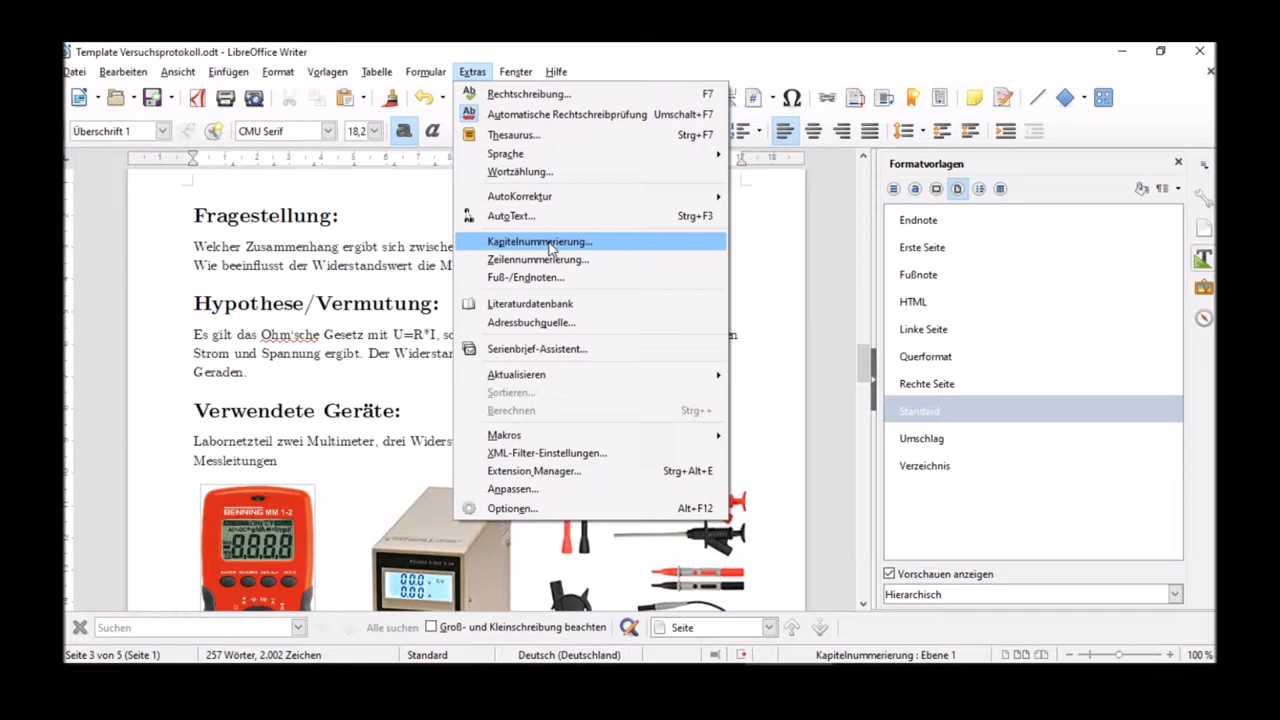 Template Versuchsprotokoll.odt - LibreOffice Writer
Datei Bearbeiten Ansicht Einfügen Format Vorlagen Tabelle Formular Extras Fenster Hilfe
Überschrift 1 CMU Serif 18,2
Rechtschreibung... F7
Automatische Rechtschreibprüfung Umschalt+F7
Thesaurus... Strg+F7
Sprache
Wortzählung...
AutoKorrektur
AutoText... Strg+F3
Kapitelnummerierung...
Zeilennummerierung...
Fuß-/Endnoten...
Literaturdatenbank
Adressbuchquelle...
Serienbrief-Assistent...
Aktualisieren
Sortieren...
Berechnen Strg++
Makros
XML-Filter-Einstellungen...
Extension Manager... Strg+Alt+E
Anpassen...
Optionen... Alt+F12
Fragestellung:
Welcher Zusammenhang ergibt sich zwische
Wie beeinflusst der Widerstandswert die M
Hypothese/Vermutung:
Es gilt das Ohm'sche Gesetz mit U=R*I, so
Strom und Spannung ergibt. Der Widerstan
Geraden.
Verwendete Geräte:
Labornetzteil zwei Multimeter, drei Widers
Messleitungen
BENNING MM 1-2
Formatvorlagen
Endnote
Erste Seite
Fußnote
HTML
Linke Seite
Querformat
Rechte Seite
Standard
Umschlag
Verzeichnis
Vorschauen anzeigen
Hierarchisch
Suchen Alle suchen Groß- und Kleinschreibung beachten Seite
Seite 3 von 5 (Seite 1) 257 Wörter, 2.002 Zeichen Standard Deutsch (Deutschland) Kapitelnummerierung : Ebene 1 100 %